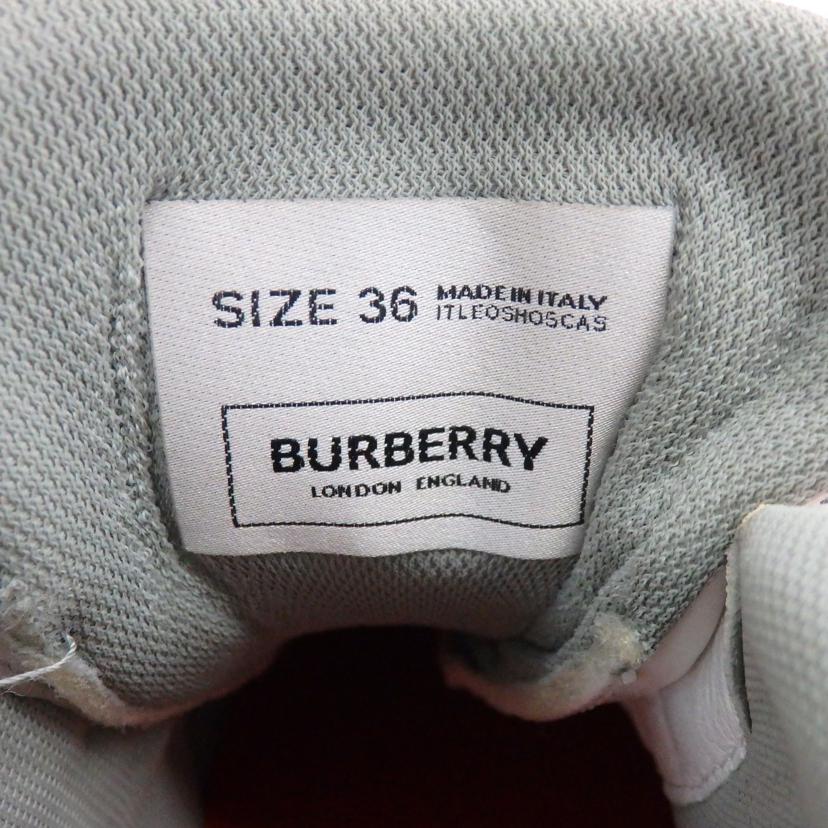 SIZE 36
MADE IN ITALY
ITLEOSHOSCAS
BURBERRY
LONDON ENGLAND